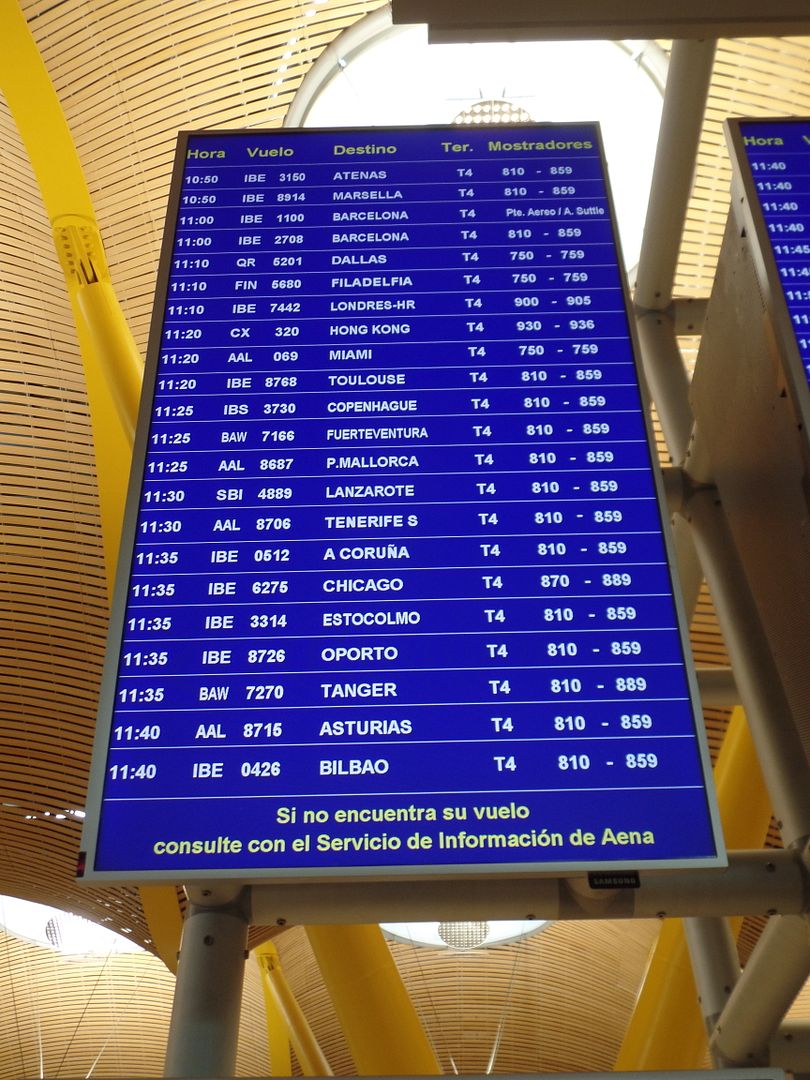 Hora Vuelo Destino Ter. Mostradores
10:50 IBE 3150 ATENAS T4 810 - 859
10:50 IBE 8914 MARSELLA T4 810 - 859
11:00 IBE 1100 BARCELONA T4 Pte. Aereo / A. Suttle
11:00 IBE 2708 BARCELONA T4 810 - 859
11:10 QR 5201 DALLAS T4 750 - 759
11:10 FIN 5680 FILADELFIA T4 750 - 759
11:10 IBE 7442 LONDRES-HR T4 900 - 905
11:20 CX 320 HONG KONG T4 930 - 936
11:20 AAL 069 MIAMI T4 750 - 759
11:20 IBE 8768 TOULOUSE T4 810 - 859
11:25 IBS 3730 COPENHAGUE T4 810 - 859
11:25 BAW 7166 FUERTEVENTURA T4 810 - 859
11:25 AAL 8687 P.MALLORCA T4 810 - 859
11:30 SBI 4889 LANZAROTE T4 810 - 859
11:30 AAL 8706 TENERIFE S T4 810 - 859
11:35 IBE 0512 A CORUÑA T4 810 - 859
11:35 IBE 6275 CHICAGO T4 870 - 889
11:35 IBE 3314 ESTOCOLMO T4 810 - 859
11:35 IBE 8726 OPORTO T4 810 - 859
11:35 BAW 7270 TANGER T4 810 - 889
11:40 AAL 8715 ASTURIAS T4 810 - 859
11:40 IBE 0426 BILBAO T4 810 - 859
Si no encuentra su vuelo
consulte con el Servicio de Información de Aena
SAMSUNG
Hora
11:40
11:40
11:40
11:40